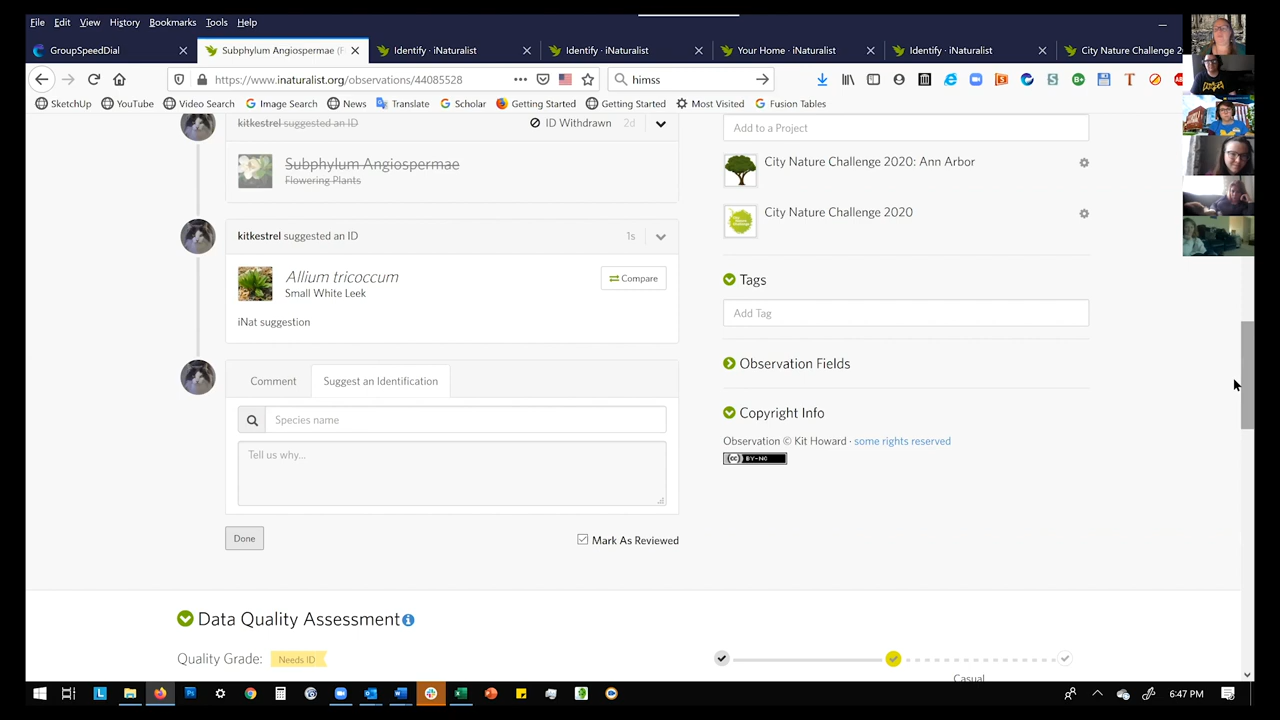 File Edit View History Bookmarks Tools Help
GroupSpeedDial
Subphylum Angiospermae (F
Identify · iNaturalist
Identify · iNaturalist
Your Home · iNaturalist
Identify · iNaturalist
City Nature Challenge 2
https://www.inaturalist.org/observations/44085528
himss
SketchUp YouTube Video Search Image Search News Translate Scholar Getting Started Getting Started Most Visited Fusion Tables
kitkestrel suggested an ID Withdrawn 2d
Subphylum Angiospermae
Flowering Plants
kitkestrel suggested an ID 1s
Allium tricoccum
Small White Leek
Compare
iNat suggestion
Comment Suggest an Identification
Species name
Tell us why...
Done
Mark As Reviewed
Add to a Project
City Nature Challenge 2020: Ann Arbor
City Nature Challenge 2020
Tags
Add Tag
Observation Fields
Copyright Info
Observation © Kit Howard · some rights reserved
(cc) BY-NC
Data Quality Assessment
Quality Grade: Needs ID
Casual
6:47 PM